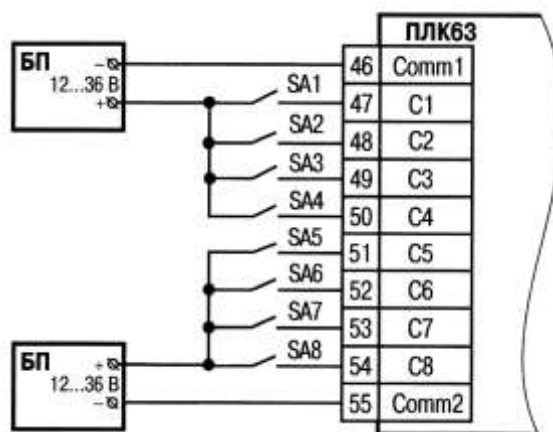 ПЛК63
БП
–
12...36 В
+
46 Comm1
SA1 47 C1
SA2 48 C2
SA3 49 C3
SA4 50 C4
SA5 51 C5
SA6 52 C6
SA7 53 C7
SA8 54 C8
55 Comm2
БП
+
12...36 В
–